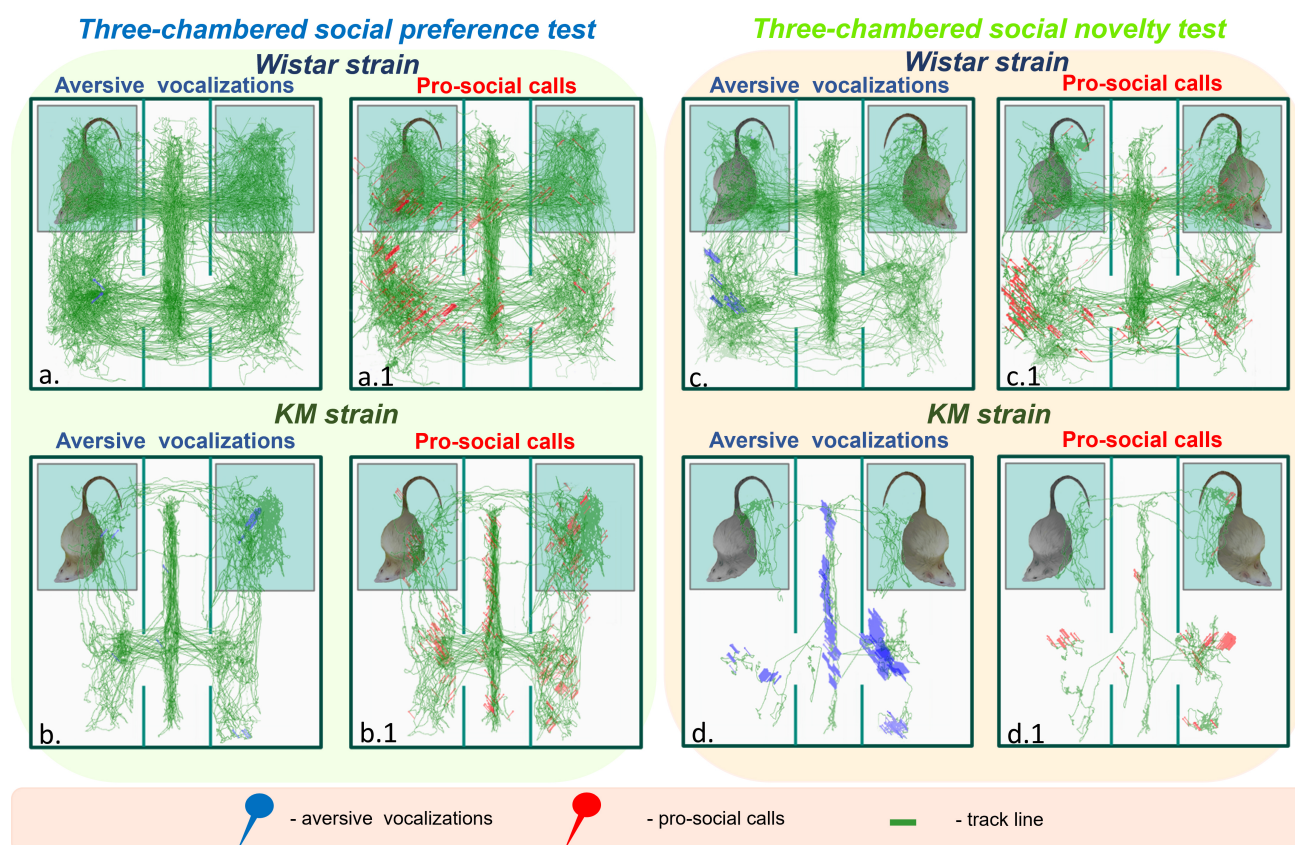 Three-chambered social preference test
Three-chambered social novelty test
Wistar strain
Wistar strain
Aversive vocalizations
Pro-social calls
Aversive vocalizations
Pro-social calls
a.
a.1
c.
c.1
KM strain
KM strain
Aversive vocalizations
Pro-social calls
Aversive vocalizations
Pro-social calls
b.
b.1
d.
d.1
- aversive vocalizations
- pro-social calls
- track line